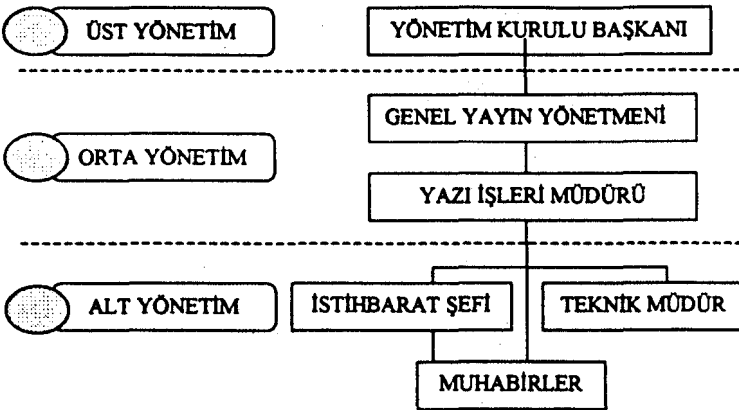 ÜST YÖNETİM
YÖNETİM KURULU BAŞKANI
GENEL YAYIN YÖNETMENİ
ORTA YÖNETİM
YAZI İŞLERİ MÜDÜRÜ
ALT YÖNETİM
İSTİHBARAT ŞEFİ
TEKNİK MÜDÜR
MUHABİRLER